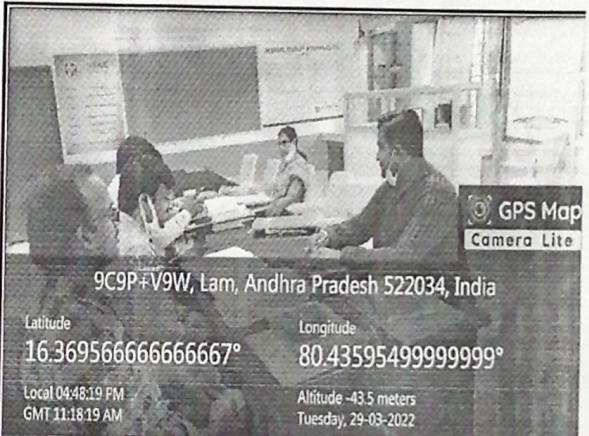 GPS Map
Camera Lite
9C9P+V9W, Lam, Andhra Pradesh 522034, India
Latitude
16.369566666666667°
Longitude
80.43595499999999°
Local 04:48:19 PM
GMT 11:18:19 AM
Altitude -43.5 meters
Tuesday, 29-03-2022